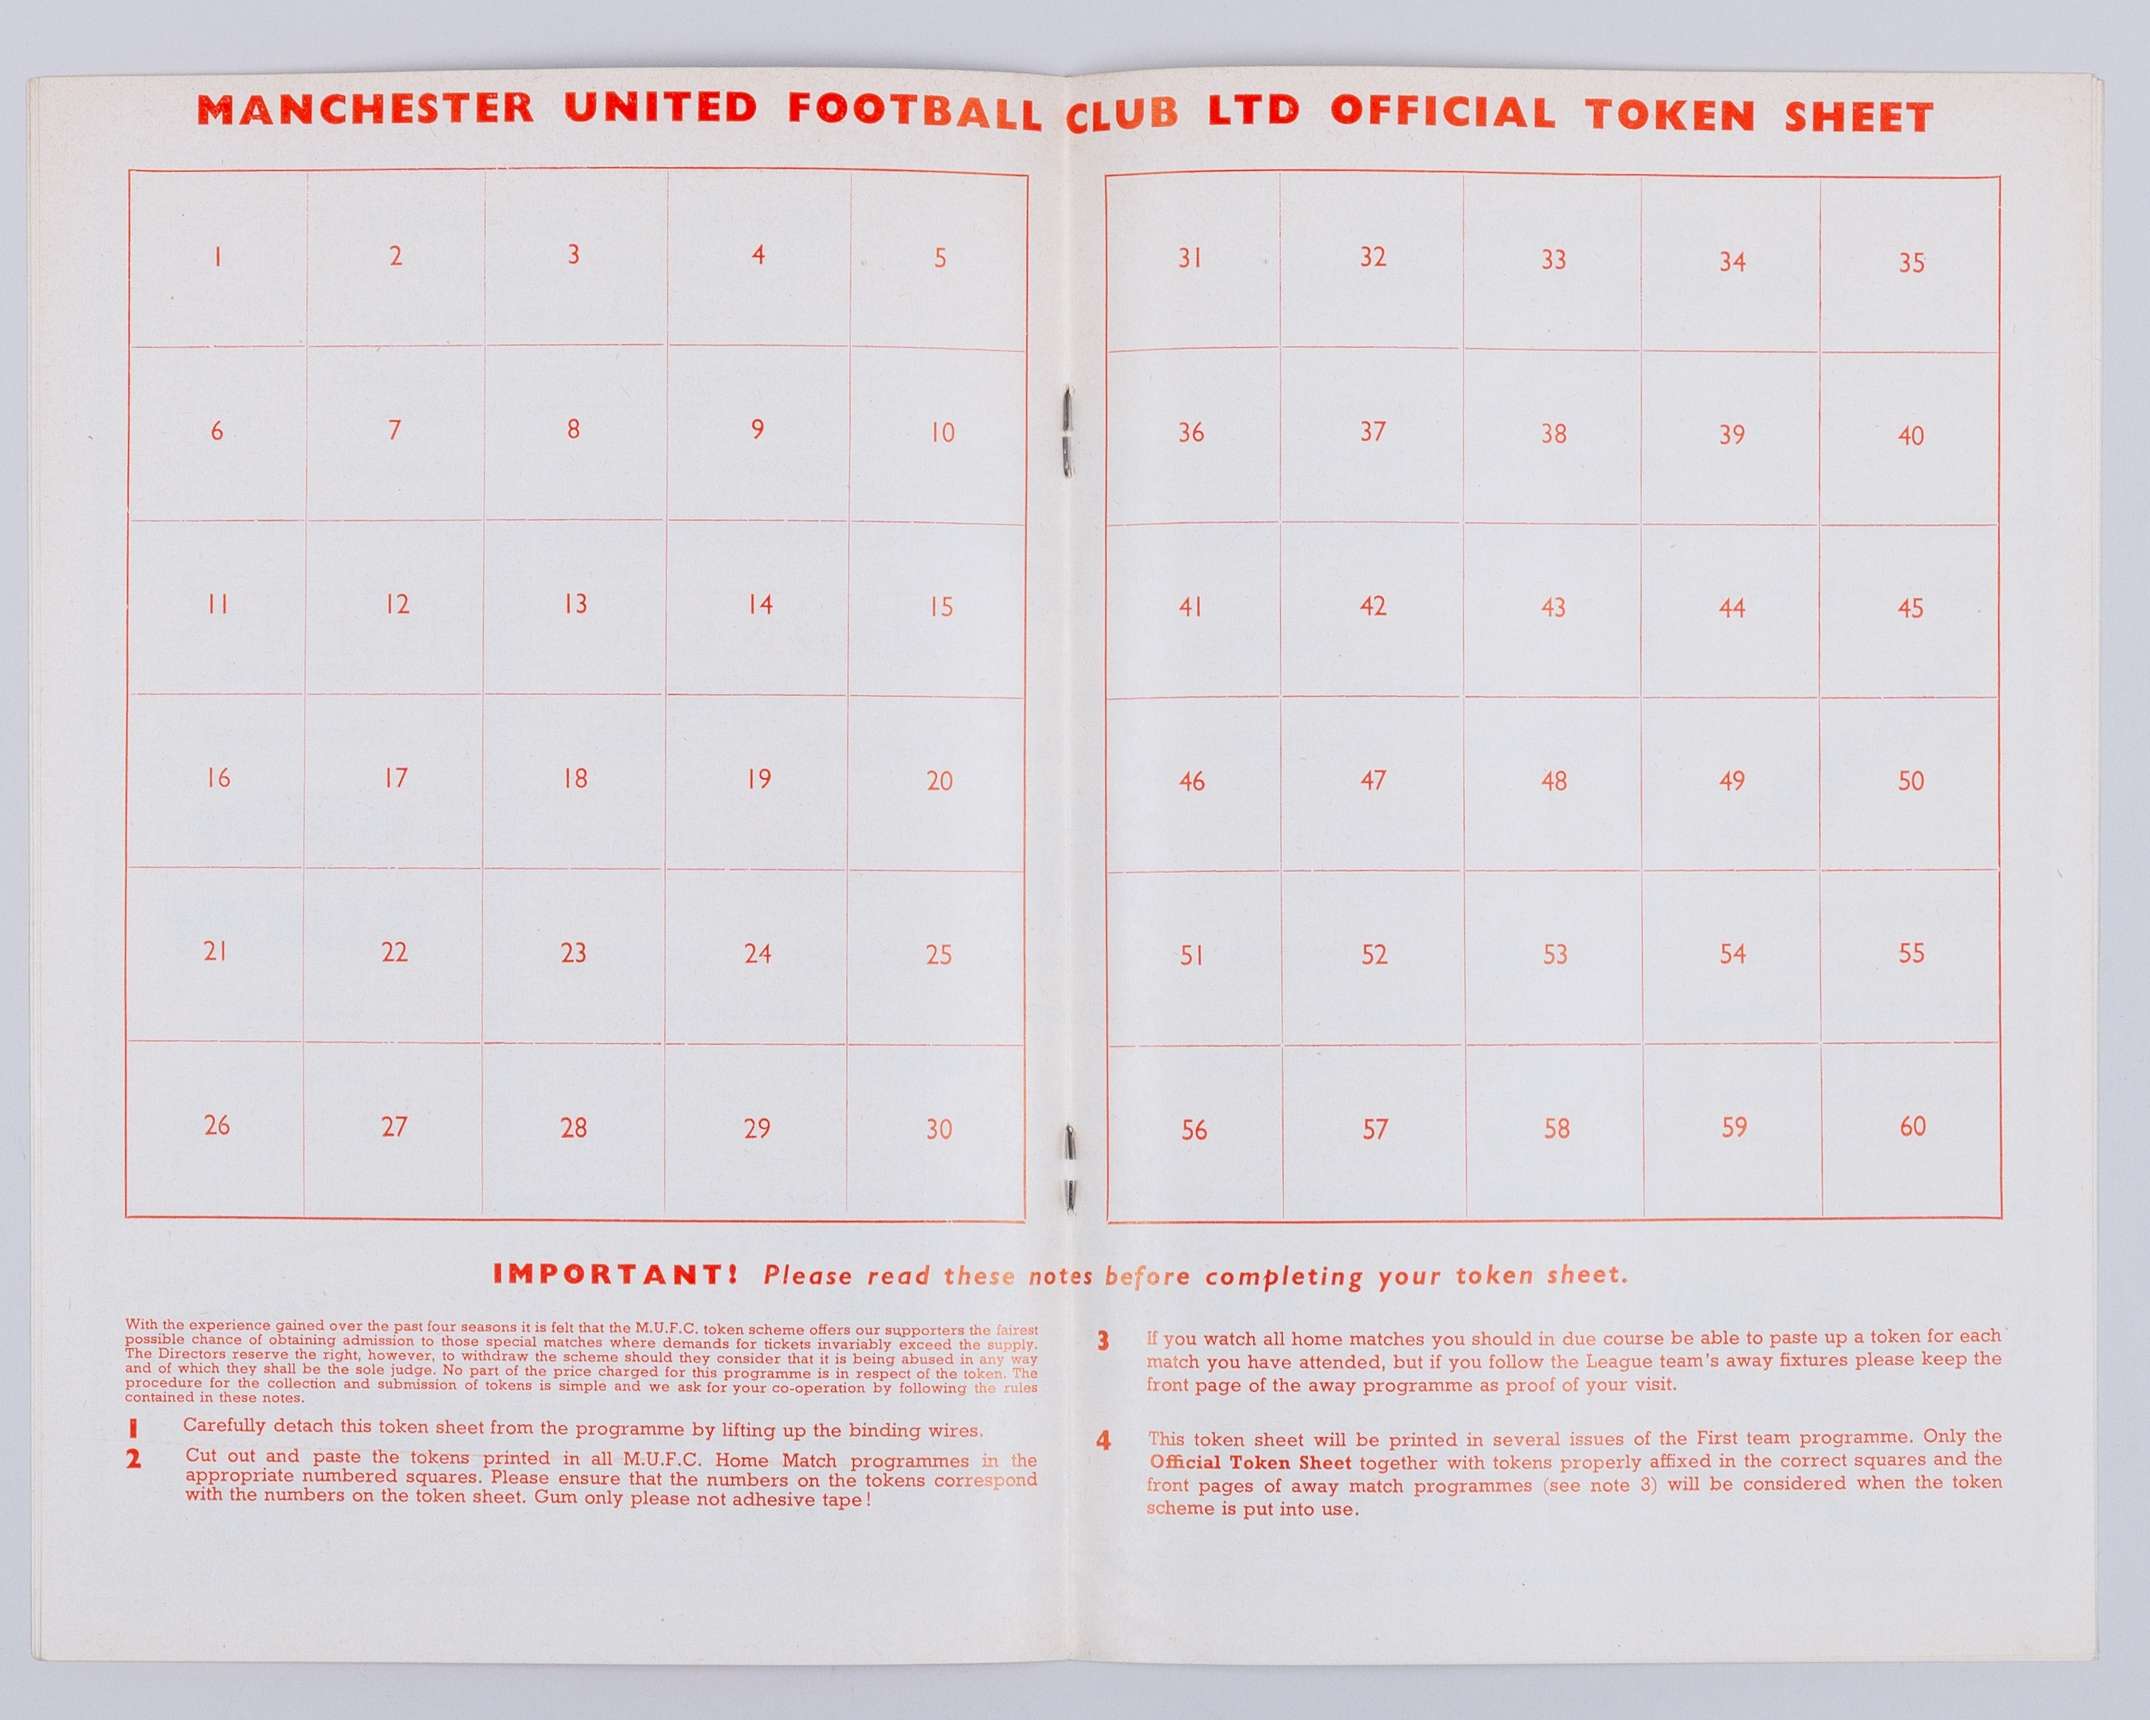 MANCHESTER UNITED FOOTBALL CLUB LTD OFFICIAL TOKEN SHEET
1 2 3 4 5
6 7 8 9 10
11 12 13 14 15
16 17 18 19 20
21 22 23 24 25
26 27 28 29 30
31 32 33 34 35
36 37 38 39 40
41 42 43 44 45
46 47 48 49 50
51 52 53 54 55
56 57 58 59 60
IMPORTANT! Please read these notes before completing your token sheet.
With the experience gained over the past four seasons it is felt that the M.U.F.C. token scheme offers our supporters the fairest
possible chance of obtaining admission to those special matches where demands for tickets invariably exceed the supply.
The Directors reserve the right, however, to withdraw the scheme should they consider that it is being abused in any way
and of which they shall be the sole judge. No part of the price charged for this programme is in respect of the token. The
procedure for the collection and submission of tokens is simple and we ask for your co-operation by following the rules
contained in these notes.
1 Carefully detach this token sheet from the programme by lifting up the binding wires.
2 Cut out and paste the tokens printed in all M.U.F.C. Home Match programmes in the
appropriate numbered squares. Please ensure that the numbers on the tokens correspond
with the numbers on the token sheet. Gum only please not adhesive tape!
3 If you watch all home matches you should in due course be able to paste up a token for each
match you have attended, but if you follow the League team's away fixtures please keep the
front page of the away programme as proof of your visit.
4 This token sheet will be printed in several issues of the First team programme. Only the
Official Token Sheet together with tokens properly affixed in the correct squares and the
front pages of away match programmes (see note 3) will be considered when the token
scheme is put into use.